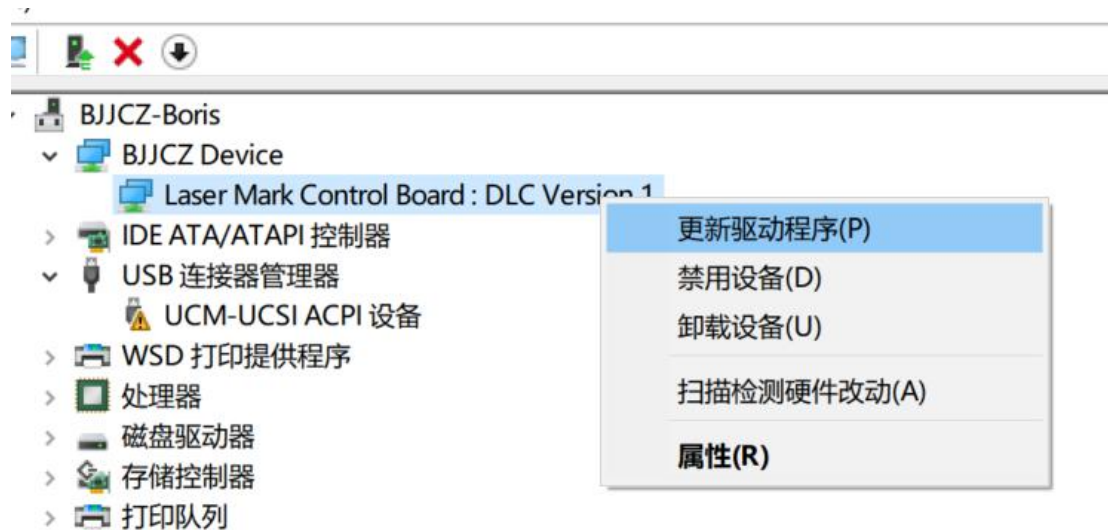 BJJCZ-Boris
BJJCZ Device
Laser Mark Control Board : DLC Version 1
IDE ATA/ATAPI 控制器
USB 连接器管理器
UCM-UCSI ACPI 设备
WSD 打印提供程序
处理器
磁盘驱动器
存储控制器
打印队列
更新驱动程序(P)
禁用设备(D)
卸载设备(U)
扫描检测硬件改动(A)
属性(R)